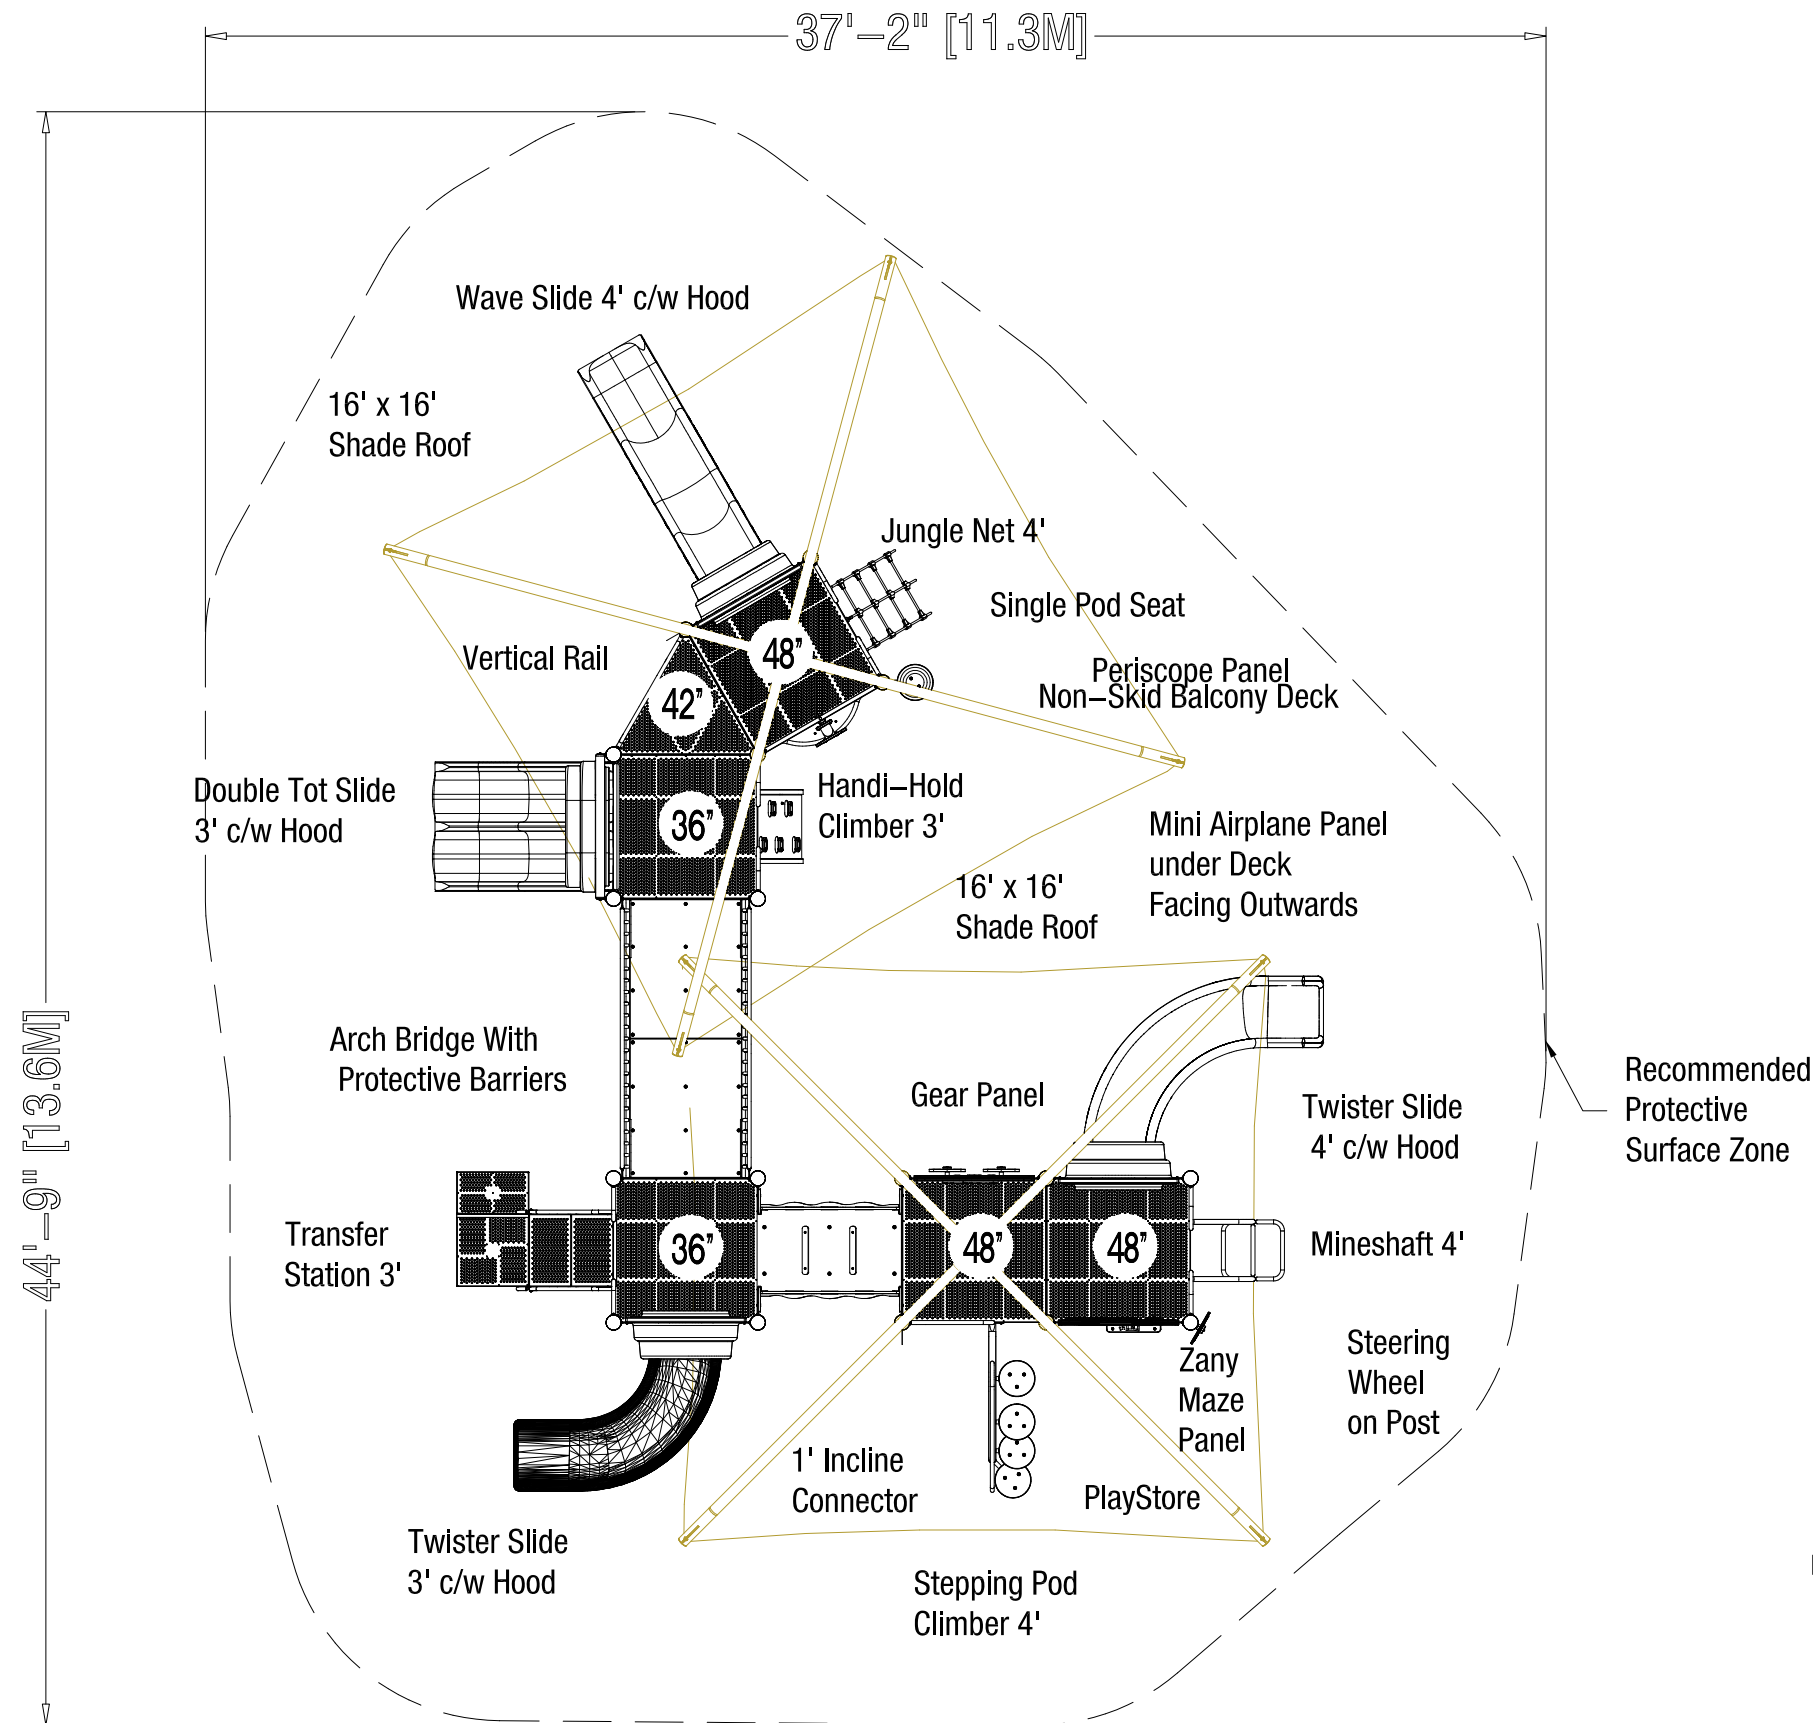 37'–2" [11.3M]
Wave Slide 4' c/w Hood
16' x 16'
Shade Roof
Jungle Net 4'
Single Pod Seat
Vertical Rail
48"
Periscope Panel
Non–Skid Balcony Deck
42"
Double Tot Slide
3' c/w Hood
36"
Handi–Hold
Climber 3'
Mini Airplane Panel
under Deck
Facing Outwards
16' x 16'
Shade Roof
Arch Bridge With
Protective Barriers
Gear Panel
Twister Slide
4' c/w Hood
Recommended
Protective
Surface Zone
44'–9" [13.6M]
Transfer
Station 3'
36"
48"
48"
Mineshaft 4'
Zany
Maze
Panel
Steering
Wheel
on Post
1' Incline
Connector
PlayStore
Twister Slide
3' c/w Hood
Stepping Pod
Climber 4'